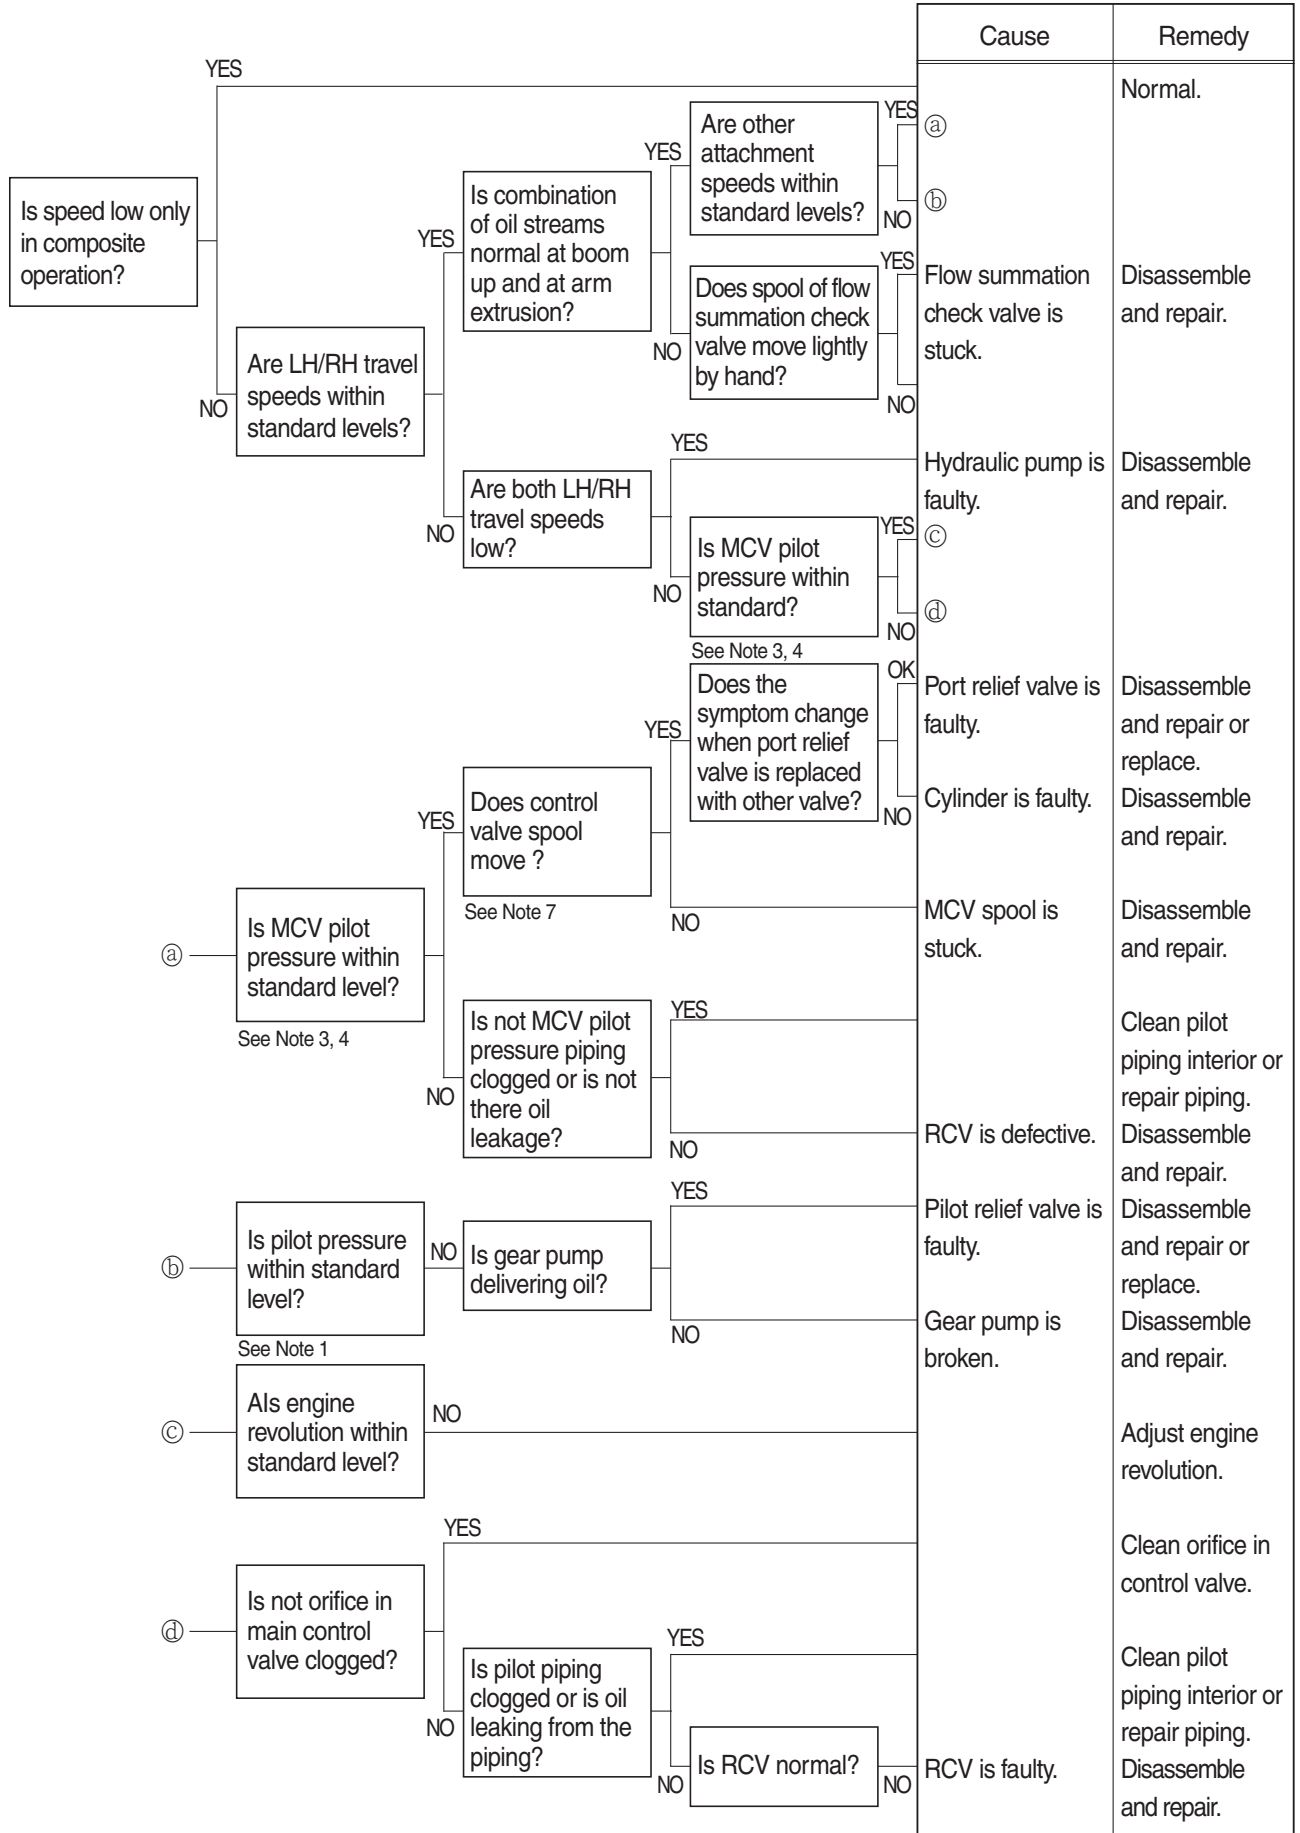 Cause
Remedy
YES
Normal.
Is speed low only
in composite
operation?
NO
Are LH/RH travel
speeds within
standard levels?
YES
Is combination
of oil streams
normal at boom
up and at arm
extrusion?
YES
Are other
attachment
speeds within
standard levels?
YES
ⓐ
NO
ⓑ
NO
Does spool of flow
summation check
valve move lightly
by hand?
YES
NO
Flow summation
check valve is
stuck.
Disassemble
and repair.
NO
Are both LH/RH
travel speeds
low?
YES
Hydraulic pump is
faulty.
Disassemble
and repair.
NO
Is MCV pilot
pressure within
standard?
See Note 3, 4
YES
ⓒ
NO
ⓓ
ⓐ
Is MCV pilot
pressure within
standard level?
See Note 3, 4
YES
Does control
valve spool
move ?
See Note 7
YES
Does the
symptom change
when port relief
valve is replaced
with other valve?
OK
Port relief valve is
faulty.
Disassemble
and repair or
replace.
NO
Cylinder is faulty.
Disassemble
and repair.
NO
MCV spool is
stuck.
Disassemble
and repair.
NO
Is not MCV pilot
pressure piping
clogged or is not
there oil
leakage?
YES
Clean pilot
piping interior or
repair piping.
NO
RCV is defective.
Disassemble
and repair.
ⓑ
Is pilot pressure
within standard
level?
See Note 1
NO
Is gear pump
delivering oil?
YES
Pilot relief valve is
faulty.
Disassemble
and repair or
replace.
NO
Gear pump is
broken.
Disassemble
and repair.
ⓒ
AIs engine
revolution within
standard level?
NO
Adjust engine
revolution.
ⓓ
Is not orifice in
main control
valve clogged?
YES
Clean orifice in
control valve.
NO
Is pilot piping
clogged or is oil
leaking from the
piping?
YES
Clean pilot
piping interior or
repair piping.
NO
Is RCV normal?
NO
RCV is faulty.
Disassemble
and repair.